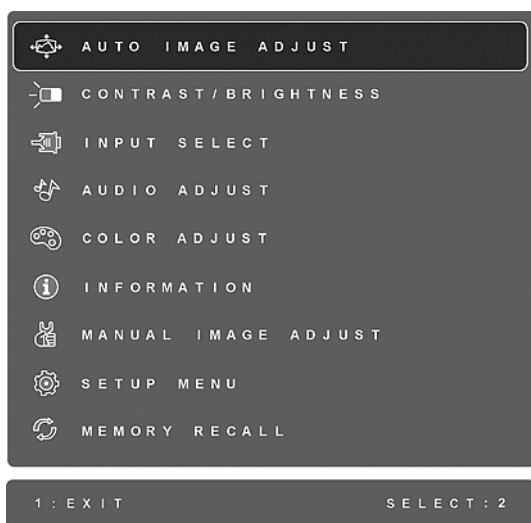 AUTO IMAGE ADJUST
CONTRAST/BRIGHTNESS
INPUT SELECT
AUDIO ADJUST
COLOR ADJUST
INFORMATION
MANUAL IMAGE ADJUST
SETUP MENU
MEMORY RECALL
1:EXIT SELECT:2